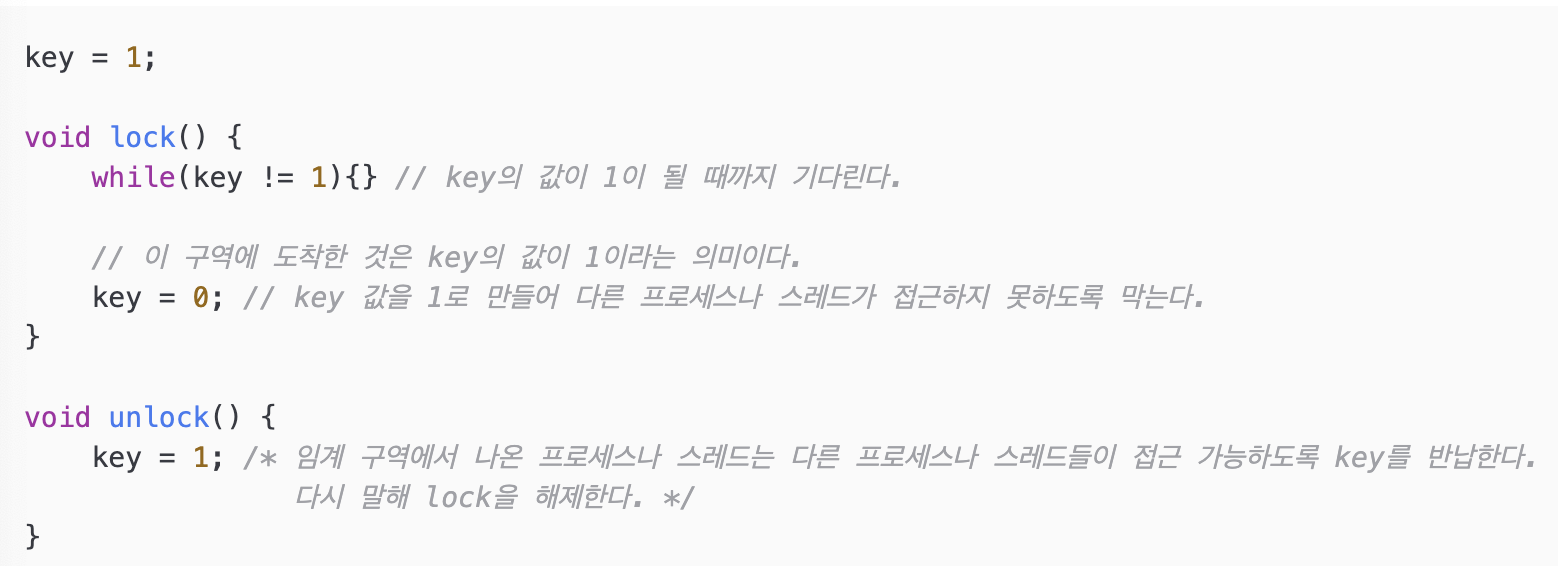 key = 1;
void lock() {
while(key != 1){} // key의 값이 1이 될 때까지 기다린다.
// 이 구역에 도착한 것은 key의 값이 1이라는 의미이다.
key = 0; // key 값을 1로 만들어 다른 프로세스나 스레드가 접근하지 못하도록 막는다.
}
void unlock() {
key = 1; /* 임계 구역에서 나온 프로세스나 스레드는 다른 프로세스나 스레드들이 접근 가능하도록 key를 반납한다.
다시 말해 lock을 해제한다. */
}